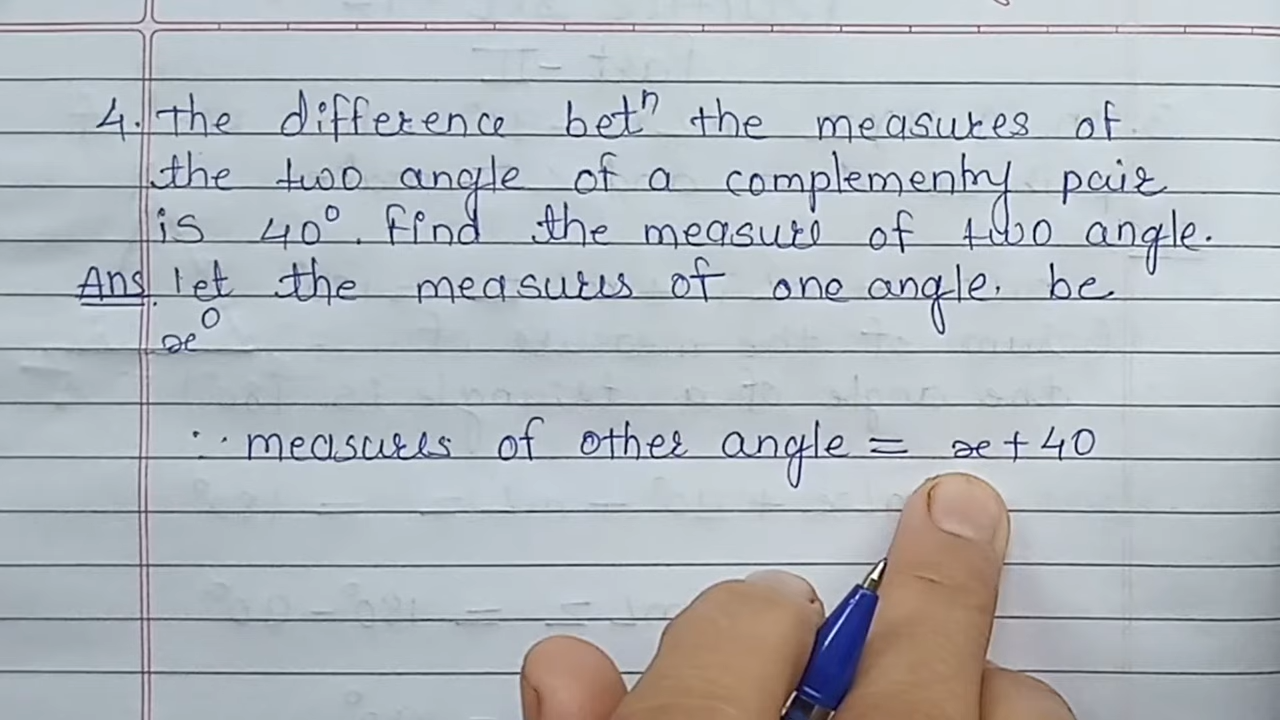 4. The difference betⁿ the measures of
the two angle of a complementry pair
is 40°. Find the measure of two angle.
Ans. let the measures of one angle. be
x°
∴ measures of other angle = x + 40